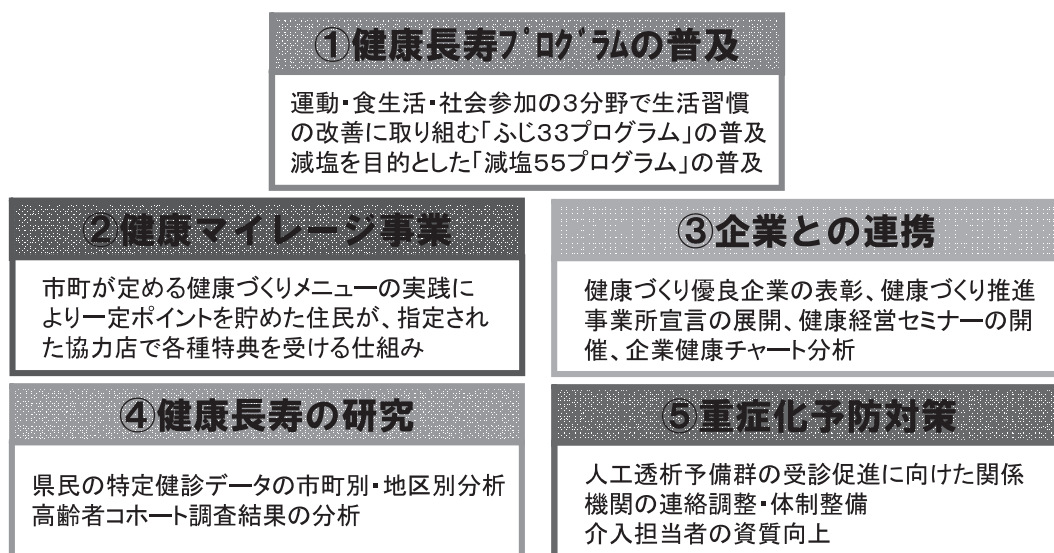 ①健康長寿プログラムの普及
運動・食生活・社会参加の3分野で生活習慣
の改善に取り組む「ふじ33プログラム」の普及
減塩を目的とした「減塩55プログラム」の普及
②健康マイレージ事業
市町が定める健康づくりメニューの実践に
より一定ポイントを貯めた住民が、指定され
た協力店で各種特典を受ける仕組み
③企業との連携
健康づくり優良企業の表彰、健康づくり推進
事業所宣言の展開、健康経営セミナーの開
催、企業健康チャート分析
④健康長寿の研究
県民の特定健診データの市町別・地区別分析
高齢者コホート調査結果の分析
⑤重症化予防対策
人工透析予備群の受診促進に向けた関係
機関の連絡調整・体制整備
介入担当者の資質向上